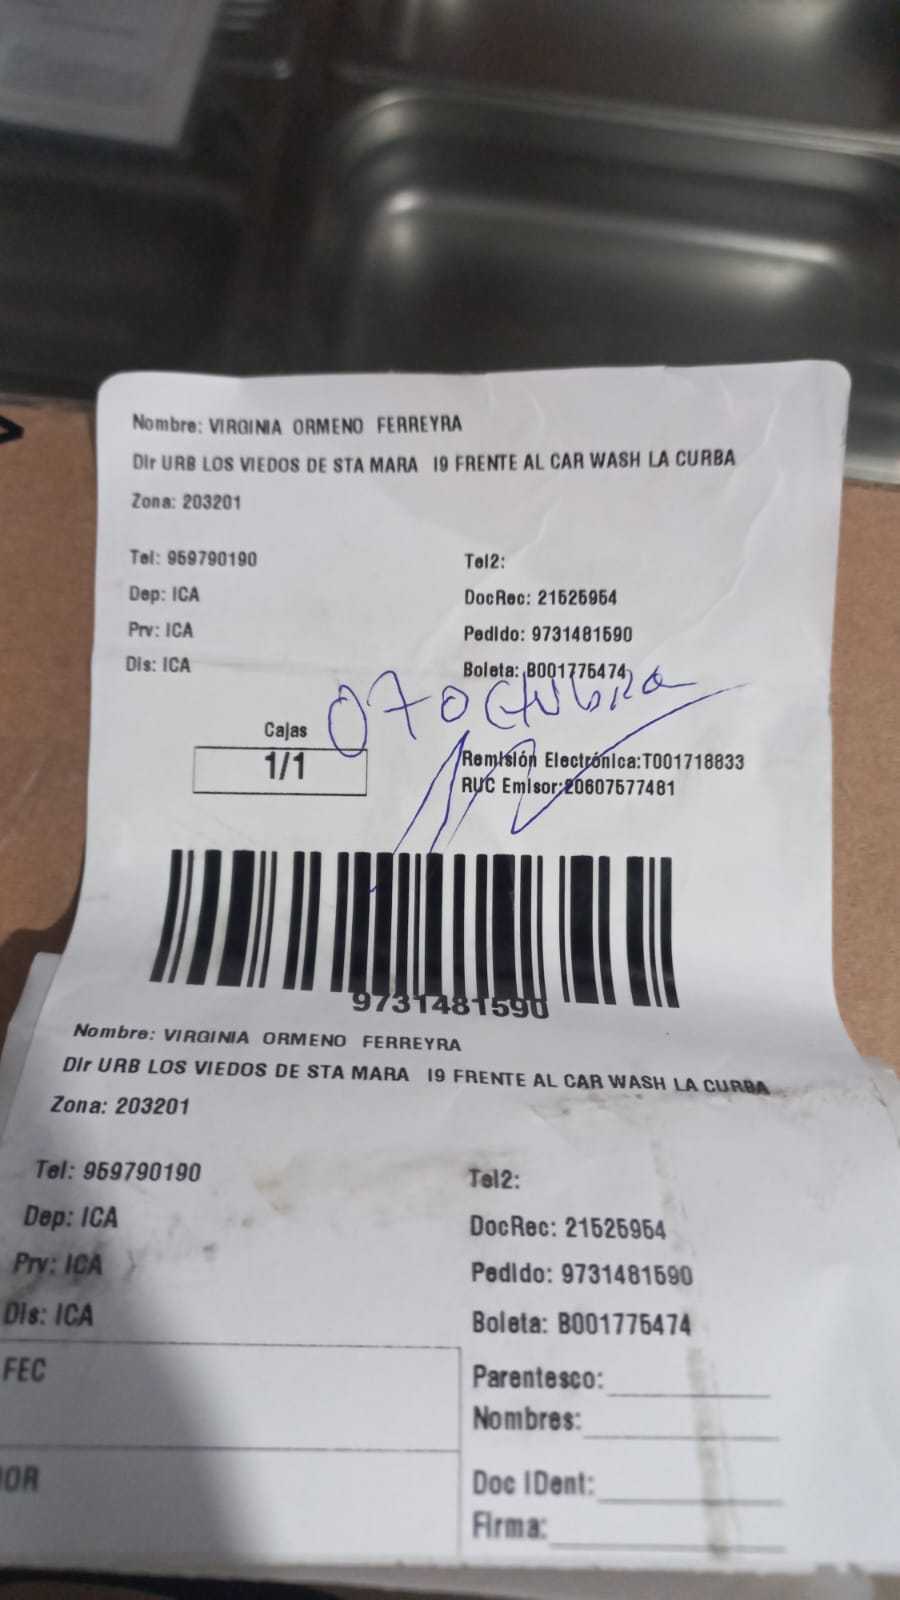 Nombre: VIRGINIA ORMENO FERREYRA
Dir URB LOS VIEDOS DE STA MARA I9 FRENTE AL CAR WASH LA CURBA
Zona: 203201
Tel: 959790190 Tel2:
Dep: ICA DocRec: 21525954
Prv: ICA Pedido: 9731481590
Dis: ICA Boleta: B001775474
07 octubre
Cajas
1/1
Remisión Electrónica:T001718833
RUC Emisor:20607577481
9731481590
Nombre: VIRGINIA ORMENO FERREYRA
Dir URB LOS VIEDOS DE STA MARA I9 FRENTE AL CAR WASH LA CURBA
Zona: 203201
Tel: 959790190 Tel2:
Dep: ICA DocRec: 21525954
Prv: ICA Pedido: 9731481590
Dis: ICA Boleta: B001775474
FEC
Parentesco:
Nombres:
Doc IDent:
Firma: